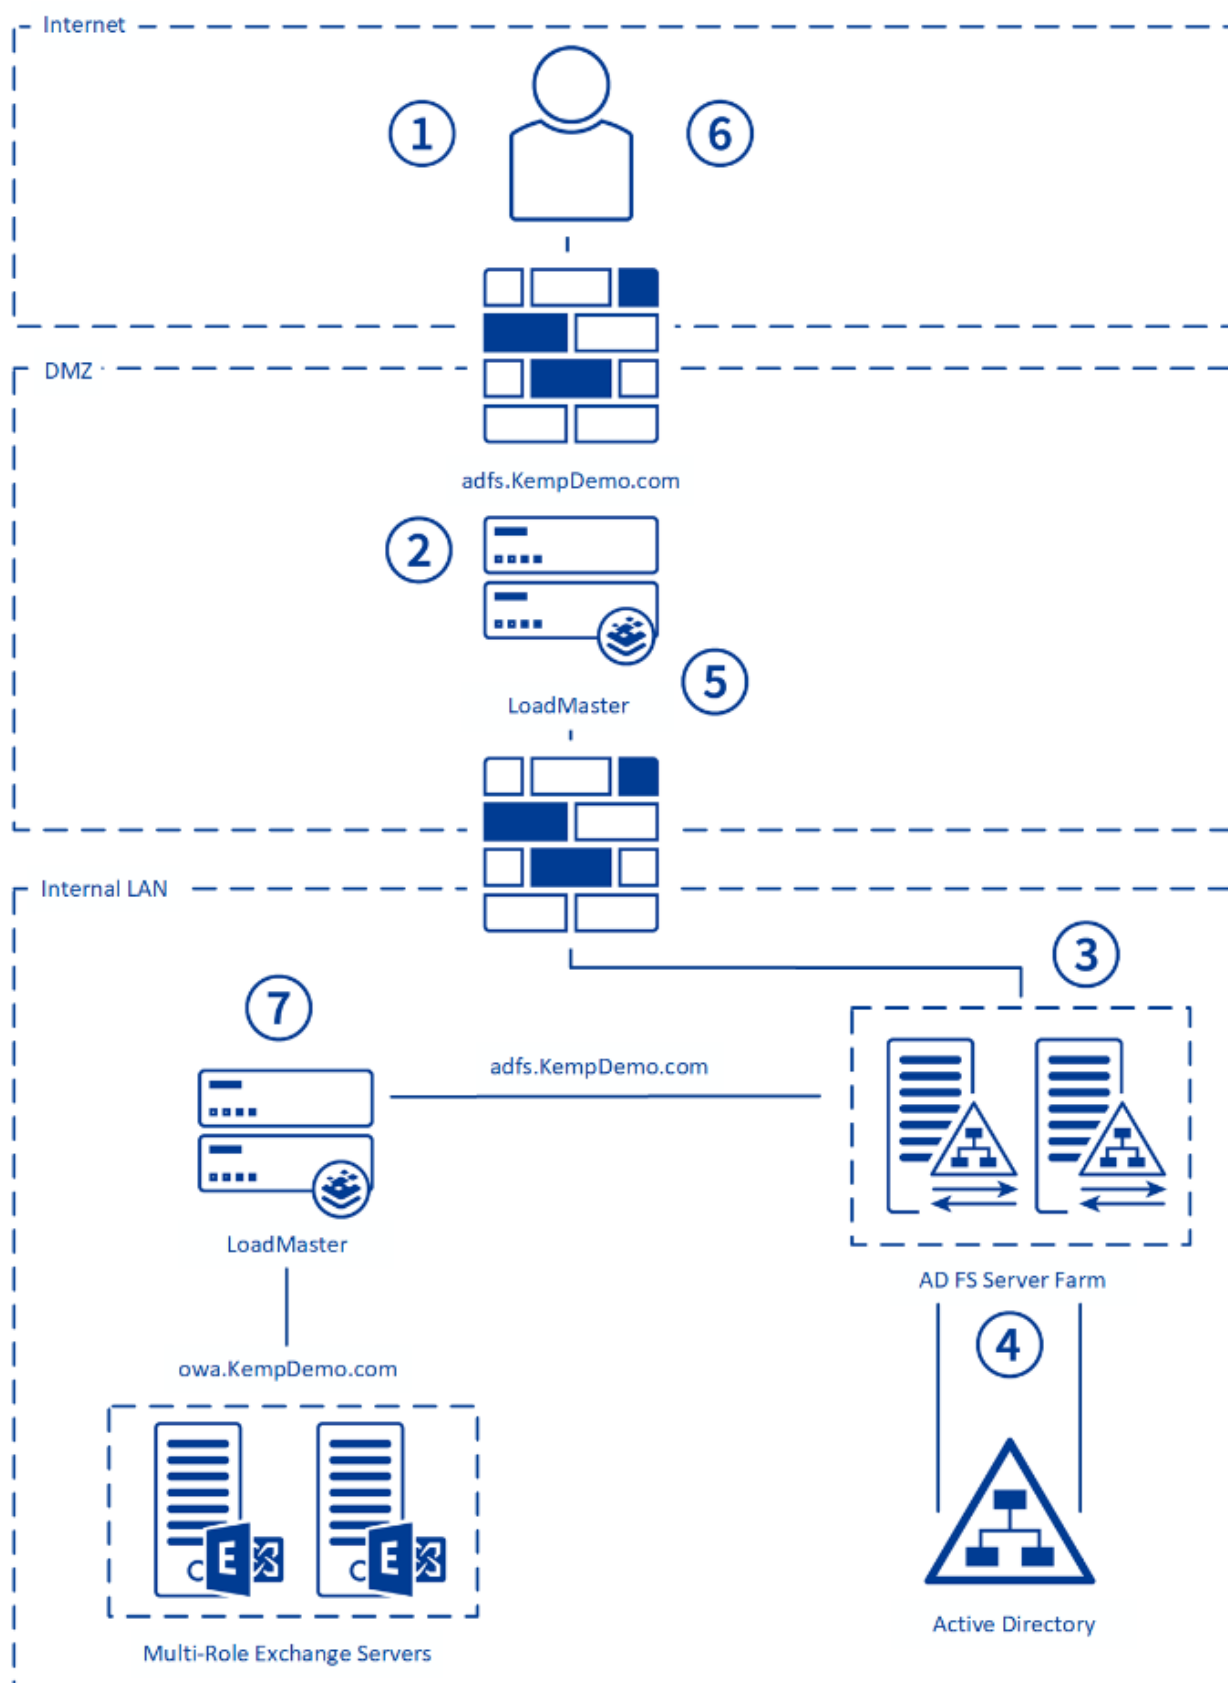 Internet
1
6
DMZ
adfs.KempDemo.com
2
5
LoadMaster
Internal LAN
3
7
adfs.KempDemo.com
LoadMaster
AD FS Server Farm
4
owa.KempDemo.com
E
E
Active Directory
Multi-Role Exchange Servers